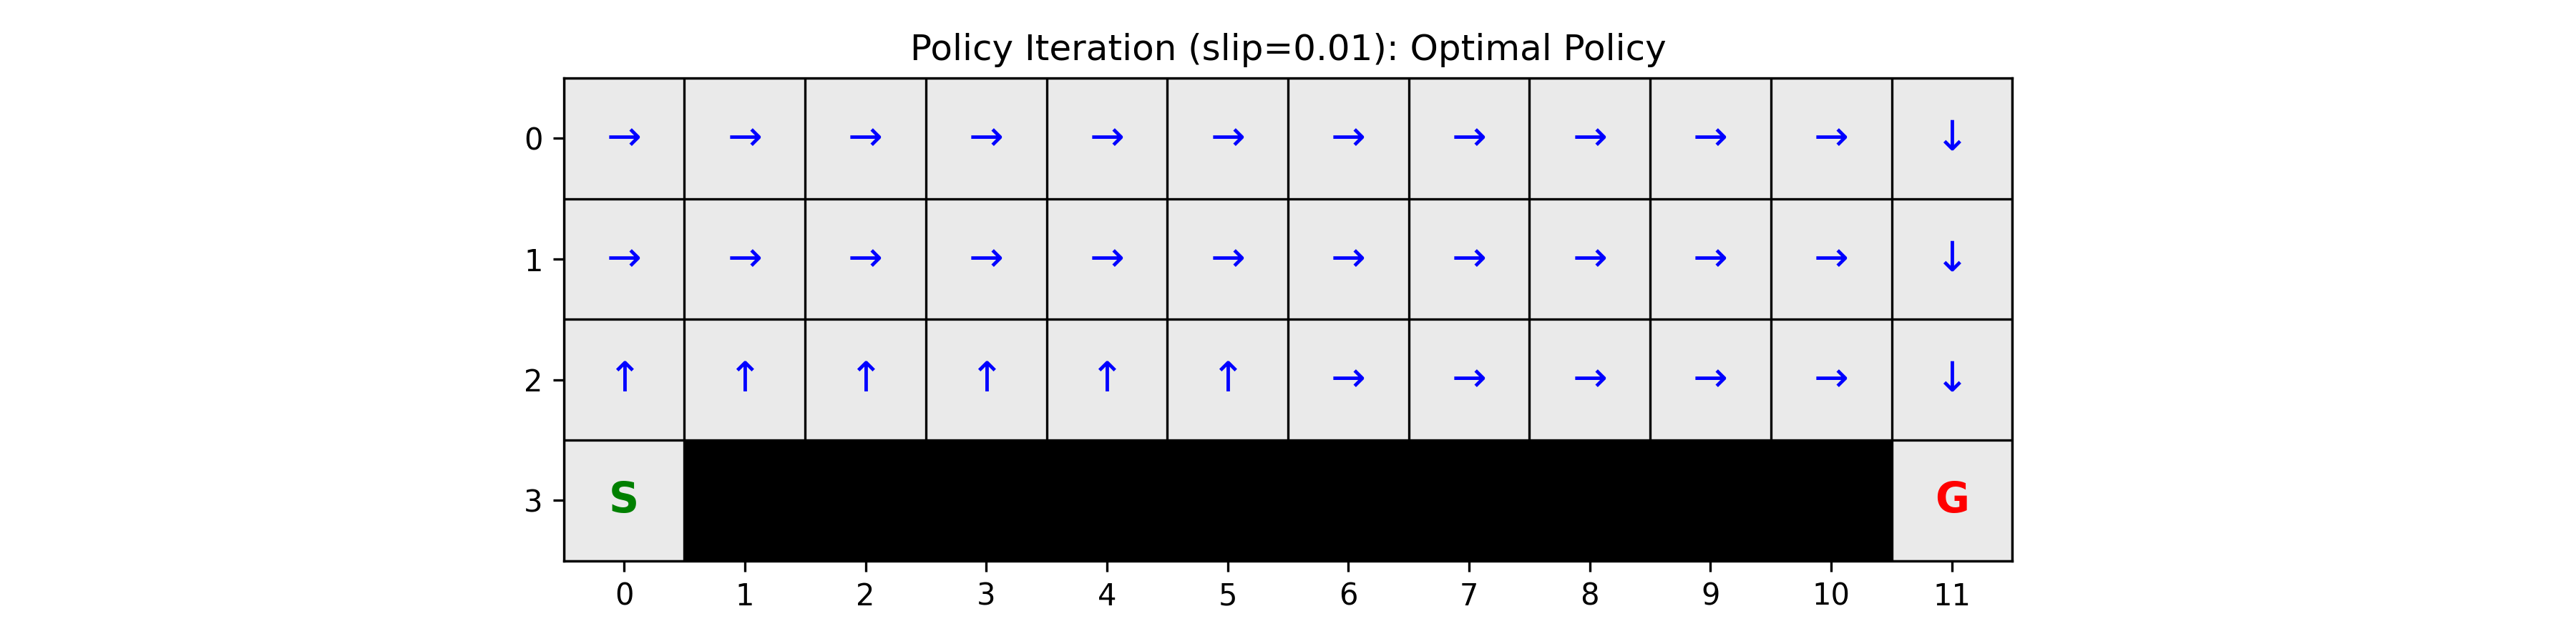 Policy Iteration (slip=0.01): Optimal Policy
0 → → → → → → → → → → → ↓
1 → → → → → → → → → → → ↓
2 ↑ ↑ ↑ ↑ ↑ ↑ → → → → → ↓
3 S G
0 1 2 3 4 5 6 7 8 9 10 11